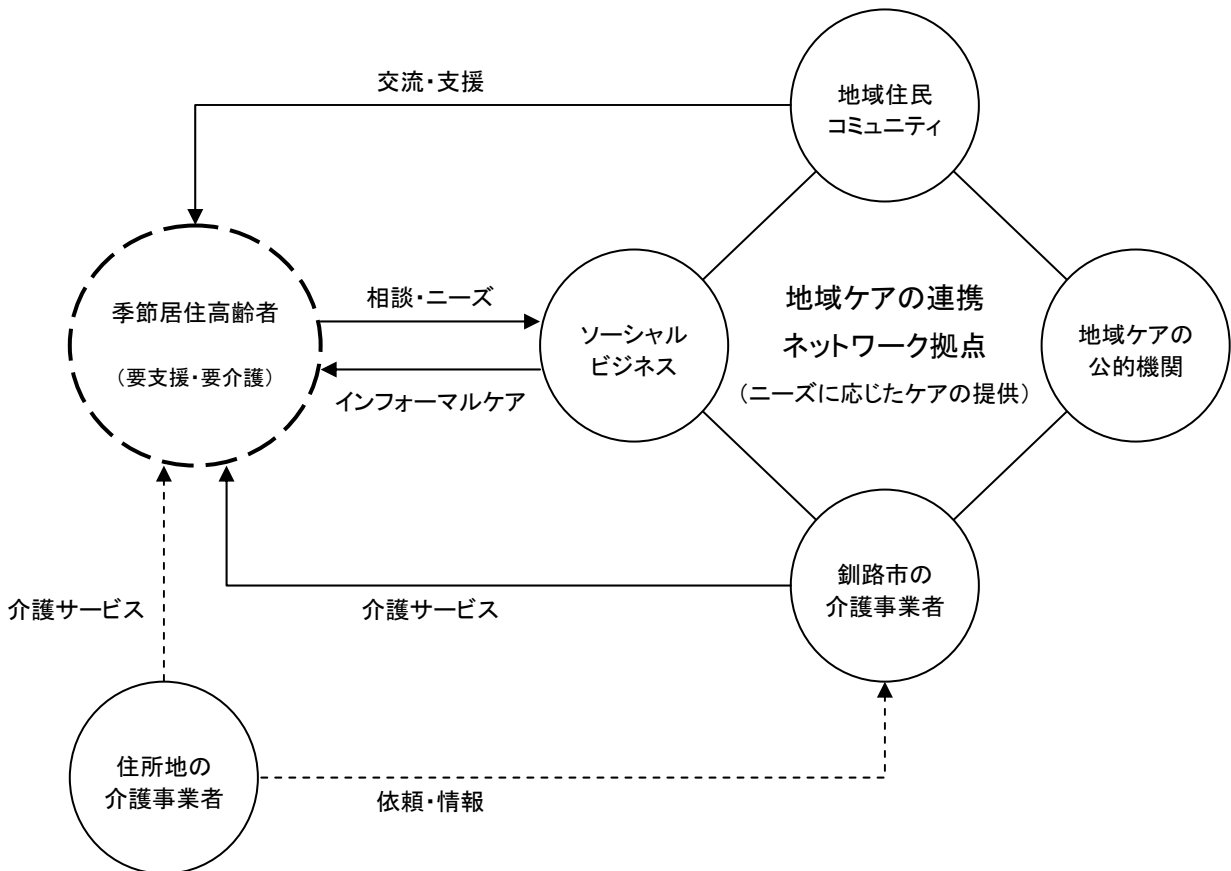 交流・支援
地域住民
コミュニティ
季節居住高齢者
（要支援・要介護）
相談・ニーズ
インフォーマルケア
ソーシャル
ビジネス
地域ケアの連携
ネットワーク拠点
（ニーズに応じたケアの提供）
地域ケアの
公的機関
釧路市の
介護事業者
介護サービス
介護サービス
住所地の
介護事業者
依頼・情報